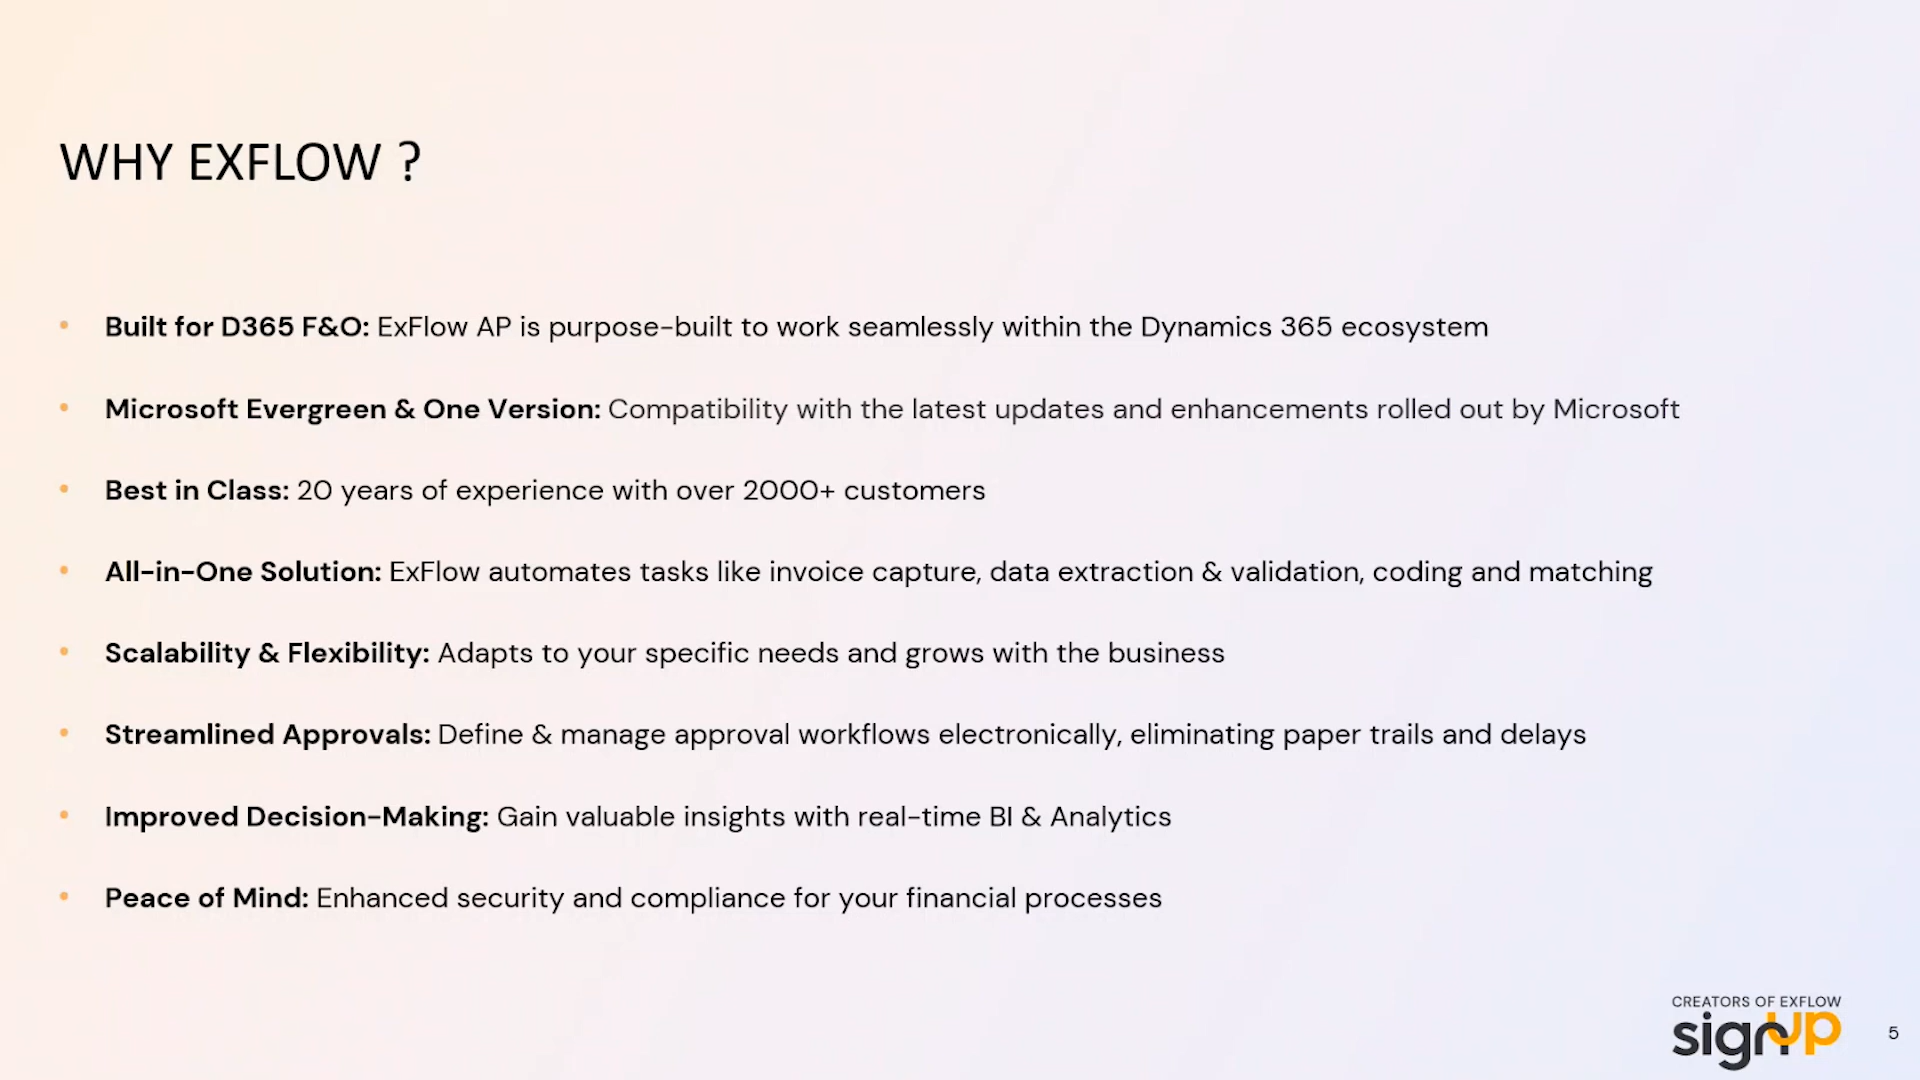 WHY EXFLOW ?
• Built for D365 F&O: ExFlow AP is purpose-built to work seamlessly within the Dynamics 365 ecosystem
• Microsoft Evergreen & One Version: Compatibility with the latest updates and enhancements rolled out by Microsoft
• Best in Class: 20 years of experience with over 2000+ customers
• All-in-One Solution: ExFlow automates tasks like invoice capture, data extraction & validation, coding and matching
• Scalability & Flexibility: Adapts to your specific needs and grows with the business
• Streamlined Approvals: Define & manage approval workflows electronically, eliminating paper trails and delays
• Improved Decision-Making: Gain valuable insights with real-time BI & Analytics
• Peace of Mind: Enhanced security and compliance for your financial processes
CREATORS OF EXFLOW
signUP
5